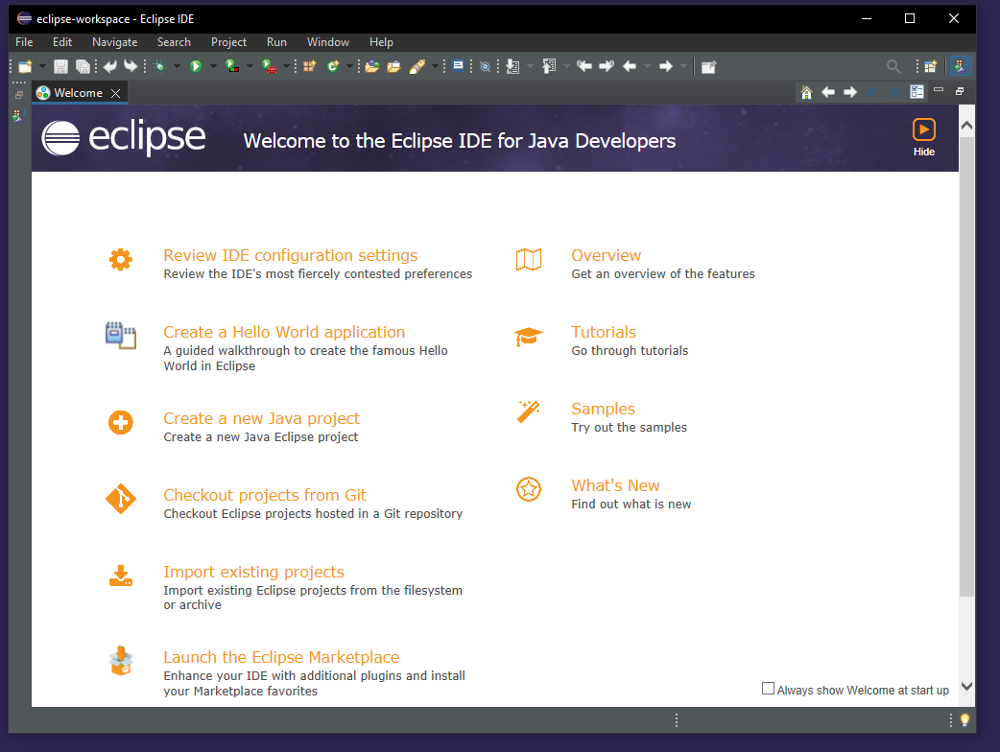 eclipse-workspace - Eclipse IDE
File Edit Navigate Search Project Run Window Help
Welcome
eclipse
Welcome to the Eclipse IDE for Java Developers
Hide
Review IDE configuration settings
Review the IDE's most fiercely contested preferences
Create a Hello World application
A guided walkthrough to create the famous Hello
World in Eclipse
Create a new Java project
Create a new Java Eclipse project
Checkout projects from Git
Checkout Eclipse projects hosted in a Git repository
Import existing projects
Import existing Eclipse projects from the filesystem
or archive
Launch the Eclipse Marketplace
Enhance your IDE with additional plugins and install
your Marketplace favorites
Overview
Get an overview of the features
Tutorials
Go through tutorials
Samples
Try out the samples
What's New
Find out what is new
Always show Welcome at start up